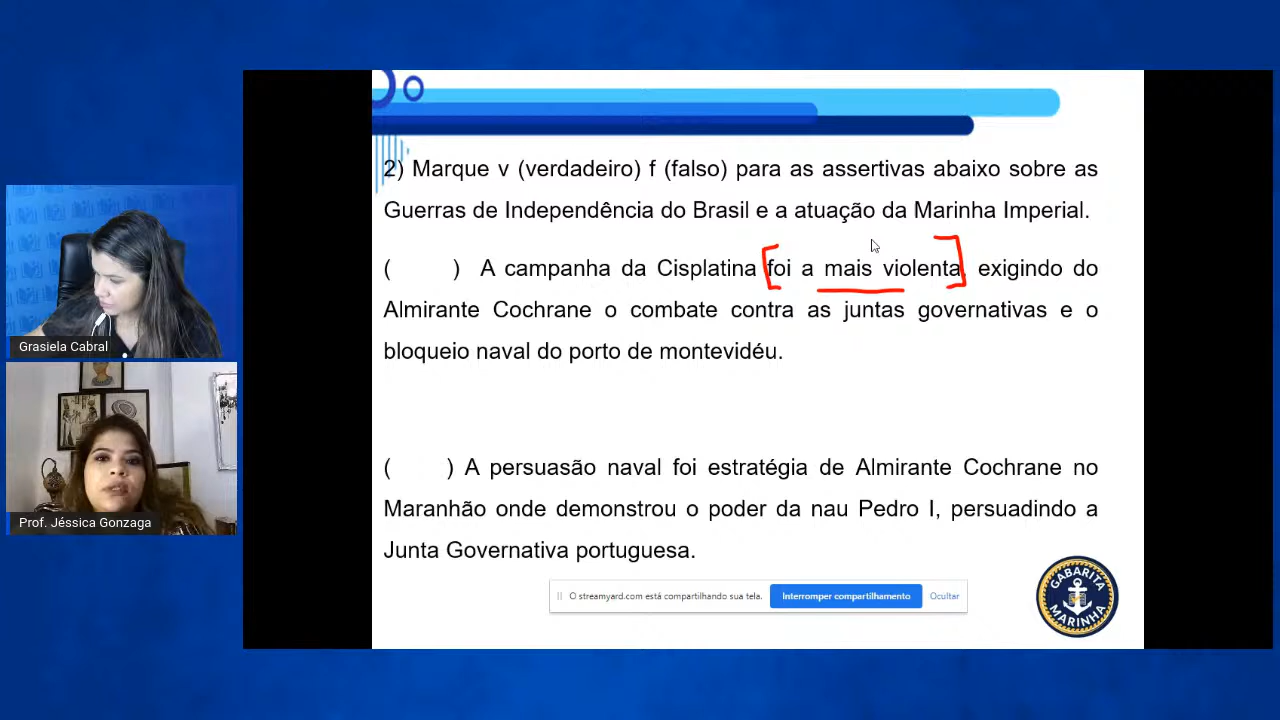 2) Marque v (verdadeiro) f (falso) para as assertivas abaixo sobre as
Guerras de Independência do Brasil e a atuação da Marinha Imperial.
( ) A campanha da Cisplatina foi a mais violenta, exigindo do
Almirante Cochrane o combate contra as juntas governativas e o
bloqueio naval do porto de montevidéu.
( ) A persuasão naval foi estratégia de Almirante Cochrane no
Maranhão onde demonstrou o poder da nau Pedro I, persuadindo a
Junta Governativa portuguesa.
Grasiela Cabral
Prof. Jéssica Gonzaga
O streamyard.com está compartilhando sua tela.
Interromper compartilhamento
Ocultar
GABARITA
MARINHA